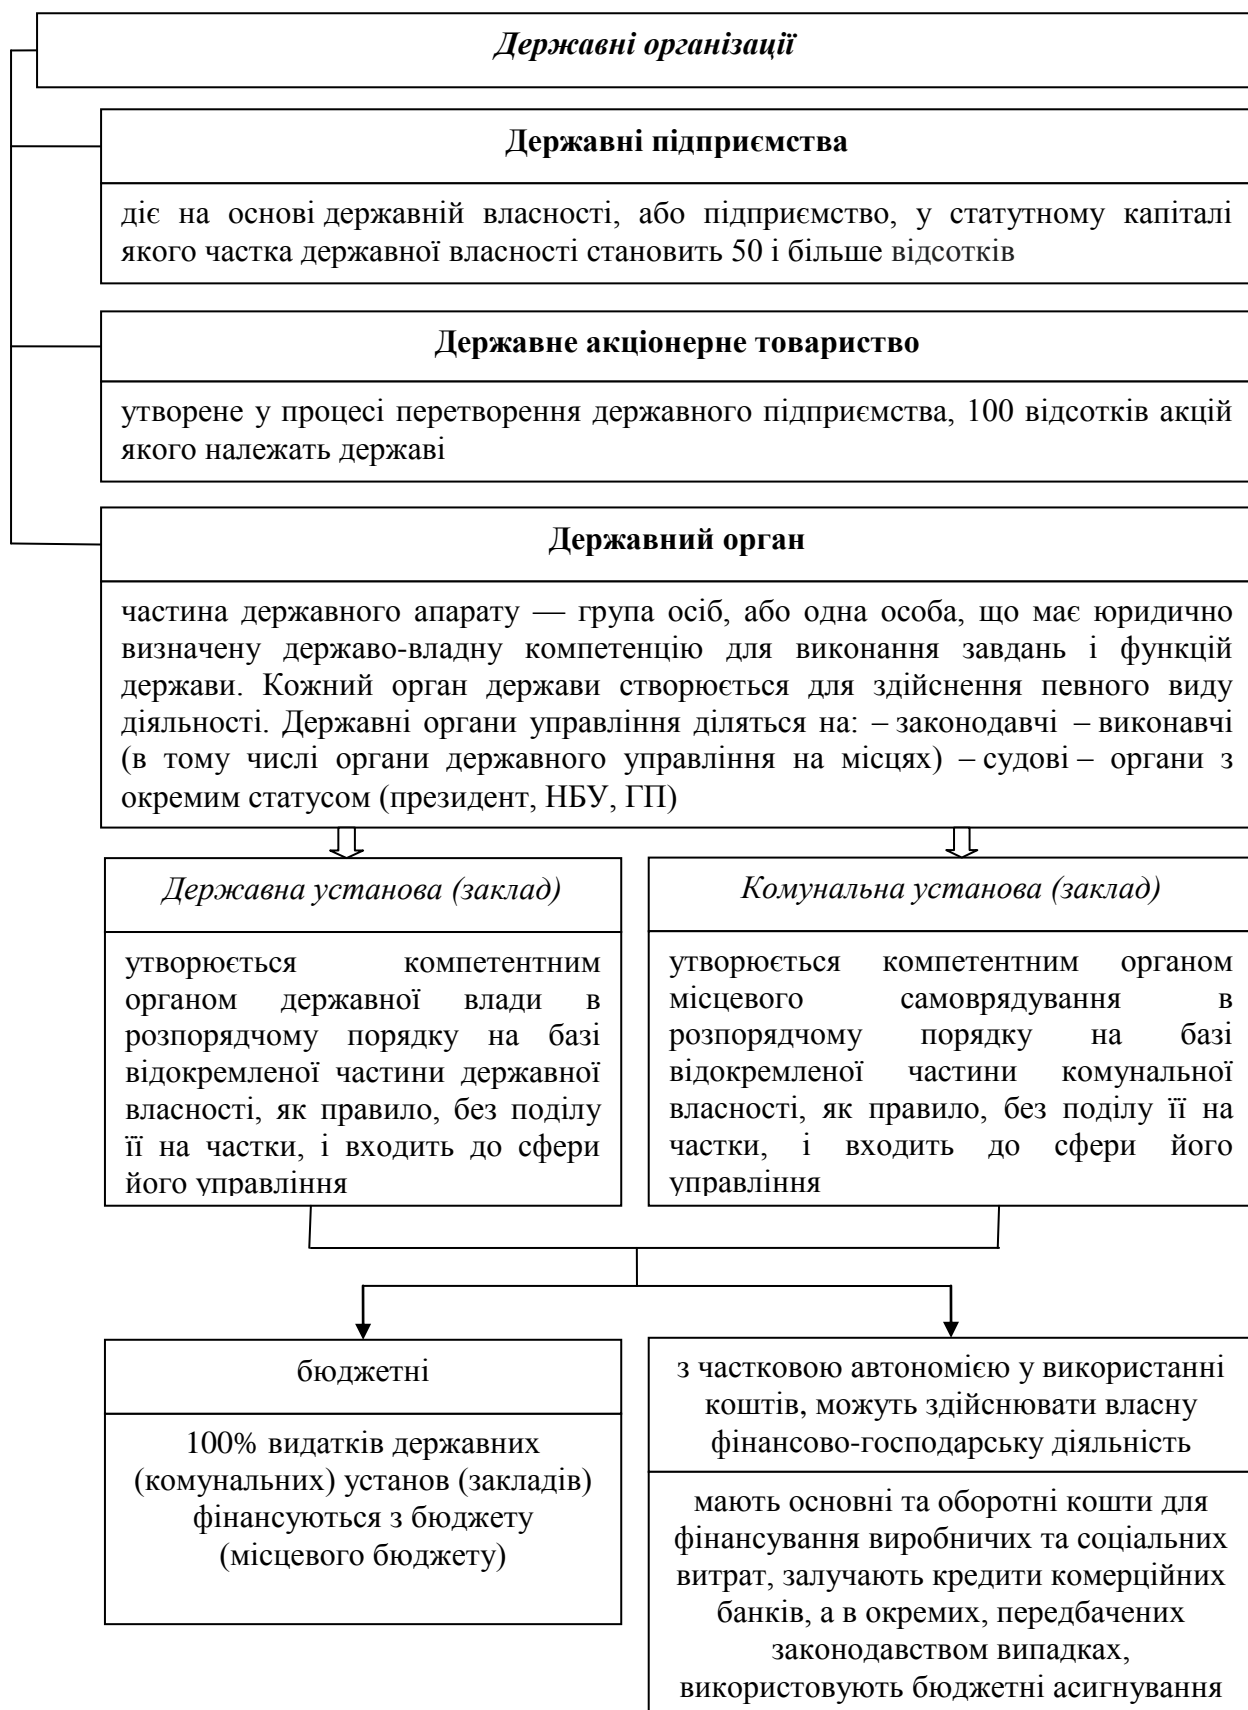 Державні організації
Державні підприємства
діє на основі державній власності, або підприємство, у статутному капіталі
якого частка державної власності становить 50 і більше відсотків
Державне акціонерне товариство
утворене у процесі перетворення державного підприємства, 100 відсотків акцій
якого належать державі
Державний орган
частина державного апарату — група осіб, або одна особа, що має юридично
визначену державо-владну компетенцію для виконання завдань і функцій
держави. Кожний орган держави створюється для здійснення певного виду
діяльності. Державні органи управління діляться на: – законодавчі – виконавчі
(в тому числі органи державного управління на місцях) – судові – органи з
окремим статусом (президент, НБУ, ГП)
Державна установа (заклад)
утворюється компетентним
органом державної влади в
розпорядчому порядку на базі
відокремленої частини державної
власності, як правило, без поділу
її на частки, і входить до сфери
його управління
Комунальна установа (заклад)
утворюється компетентним органом
місцевого самоврядування в
розпорядчому порядку на базі
відокремленої частини комунальної
власності, як правило, без поділу її на
частки, і входить до сфери його
управління
бюджетні
100% видатків державних
(комунальних) установ (закладів)
фінансуються з бюджету
(місцевого бюджету)
з частковою автономією у використанні
коштів, можуть здійснювати власну
фінансово-господарську діяльність
мають основні та оборотні кошти для
фінансування виробничих та соціальних
витрат, залучають кредити комерційних
банків, а в окремих, передбачених
законодавством випадках,
використовують бюджетні асигнування